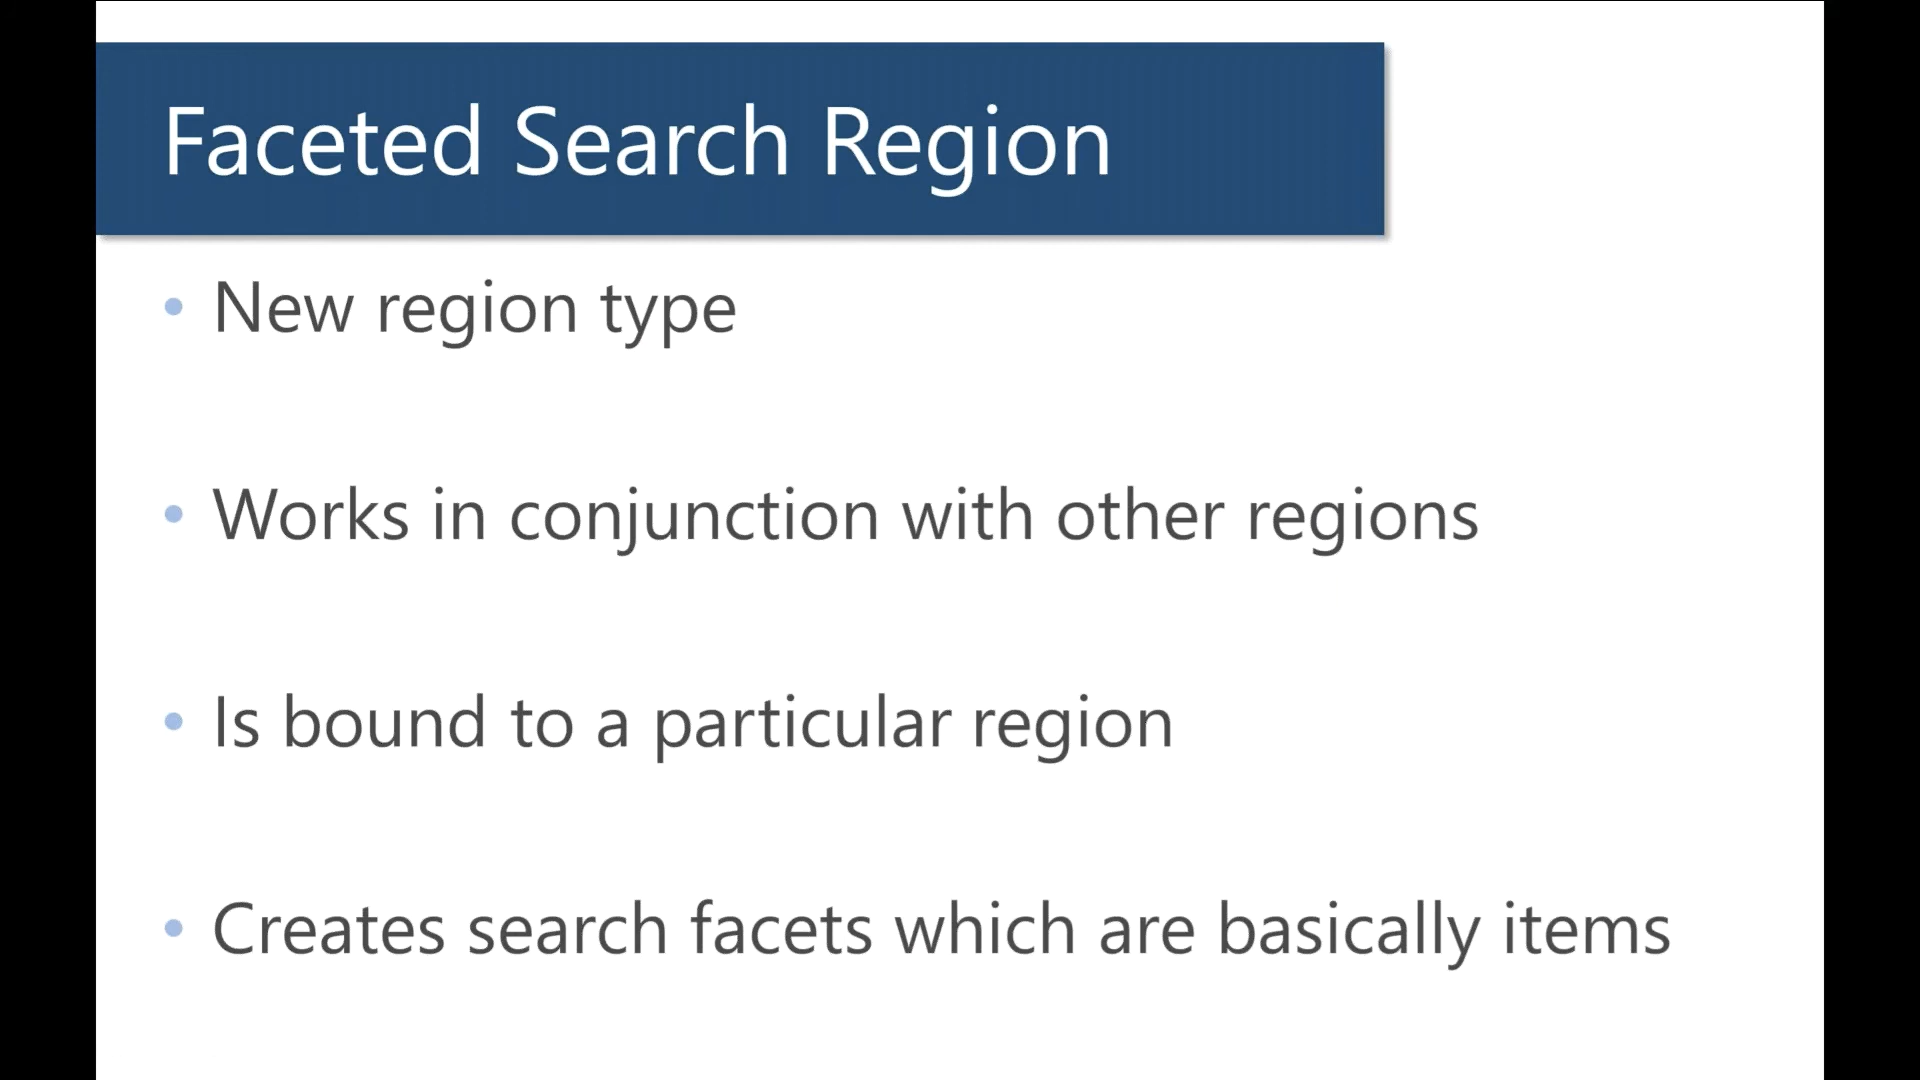 Faceted Search Region
• New region type
• Works in conjunction with other regions
• Is bound to a particular region
• Creates search facets which are basically items